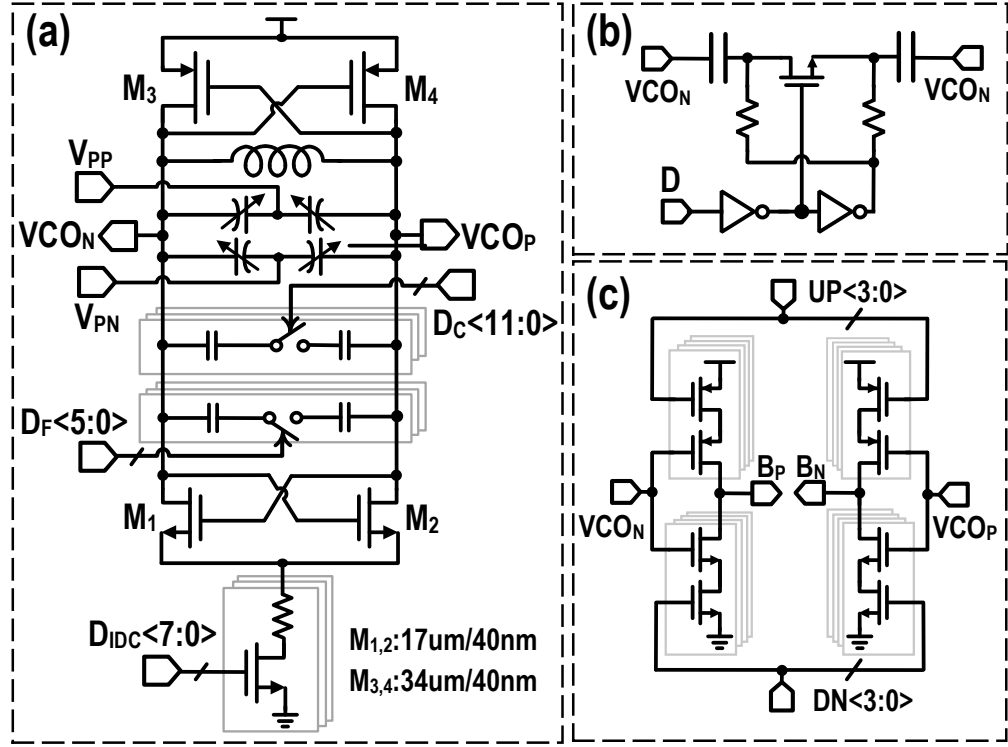 (a)
M3
M4
VPP
VCON
VCOP
VPN
DC<11:0>
DF<5:0>
M1
M2
DIDC<7:0>
M1,2:17um/40nm
M3,4:34um/40nm
(b)
VCON
VCON
D
(c)
UP<3:0>
BP
BN
VCON
VCOP
DN<3:0>